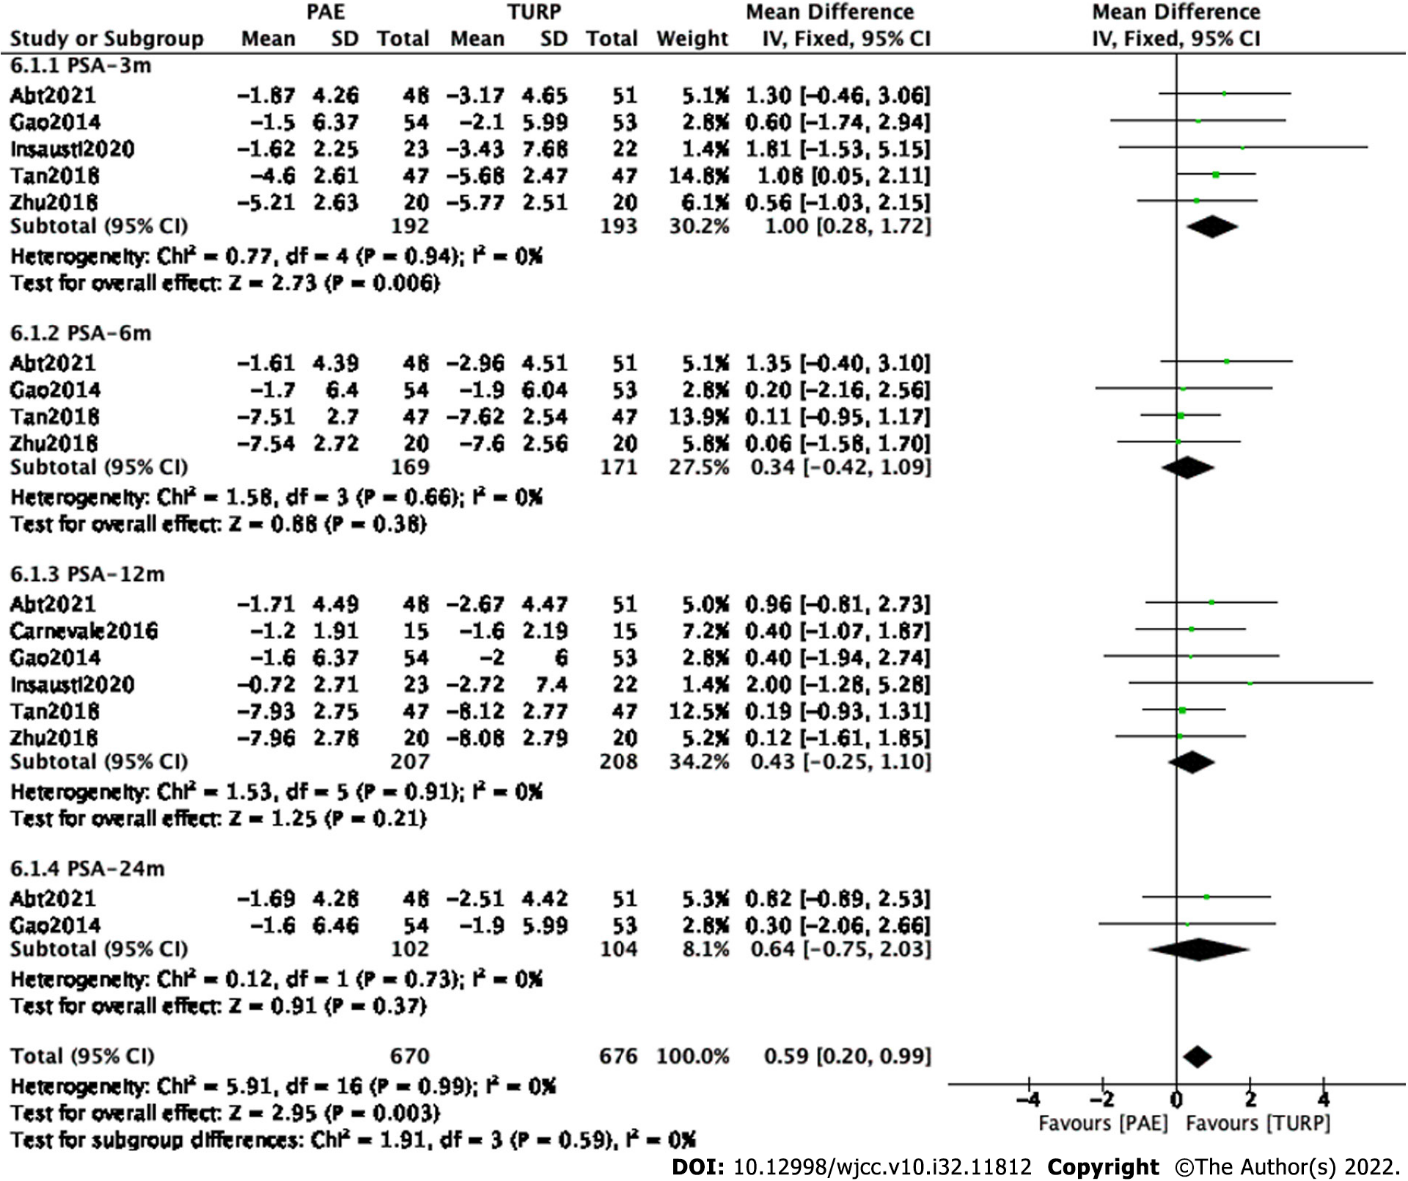 PAE TURP Mean Difference Mean Difference
Study or Subgroup Mean SD Total Mean SD Total Weight IV, Fixed, 95% CI IV, Fixed, 95% CI
6.1.1 PSA-3m
Abt2021 -1.87 4.26 48 -3.17 4.65 51 5.1% 1.30 [-0.46, 3.06]
Gao2014 -1.5 6.37 54 -2.1 5.99 53 2.8% 0.60 [-1.74, 2.94]
Insausti2020 -1.62 2.25 23 -3.43 7.68 22 1.4% 1.81 [-1.53, 5.15]
Tan2018 -4.6 2.61 47 -5.68 2.47 47 14.8% 1.08 [0.05, 2.11]
Zhu2018 -5.21 2.63 20 -5.77 2.51 20 6.1% 0.56 [-1.03, 2.15]
Subtotal (95% CI) 192 193 30.2% 1.00 [0.28, 1.72]
Heterogeneity: Chi² = 0.77, df = 4 (P = 0.94); I² = 0%
Test for overall effect: Z = 2.73 (P = 0.006)
6.1.2 PSA-6m
Abt2021 -1.61 4.39 48 -2.96 4.51 51 5.1% 1.35 [-0.40, 3.10]
Gao2014 -1.7 6.4 54 -1.9 6.04 53 2.8% 0.20 [-2.16, 2.56]
Tan2018 -7.51 2.7 47 -7.62 2.54 47 13.9% 0.11 [-0.95, 1.17]
Zhu2018 -7.54 2.72 20 -7.6 2.56 20 5.8% 0.06 [-1.58, 1.70]
Subtotal (95% CI) 169 171 27.5% 0.34 [-0.42, 1.09]
Heterogeneity: Chi² = 1.58, df = 3 (P = 0.66); I² = 0%
Test for overall effect: Z = 0.88 (P = 0.38)
6.1.3 PSA-12m
Abt2021 -1.71 4.49 48 -2.67 4.47 51 5.0% 0.96 [-0.81, 2.73]
Carnevale2016 -1.2 1.91 15 -1.6 2.19 15 7.2% 0.40 [-1.07, 1.87]
Gao2014 -1.6 6.37 54 -2 6 53 2.8% 0.40 [-1.94, 2.74]
Insausti2020 -0.72 2.71 23 -2.72 7.4 22 1.4% 2.00 [-1.28, 5.28]
Tan2018 -7.93 2.75 47 -8.12 2.77 47 12.5% 0.19 [-0.93, 1.31]
Zhu2018 -7.96 2.78 20 -8.08 2.79 20 5.2% 0.12 [-1.61, 1.85]
Subtotal (95% CI) 207 208 34.2% 0.43 [-0.25, 1.10]
Heterogeneity: Chi² = 1.53, df = 5 (P = 0.91); I² = 0%
Test for overall effect: Z = 1.25 (P = 0.21)
6.1.4 PSA-24m
Abt2021 -1.69 4.28 48 -2.51 4.42 51 5.3% 0.82 [-0.89, 2.53]
Gao2014 -1.6 6.46 54 -1.9 5.99 53 2.8% 0.30 [-2.06, 2.66]
Subtotal (95% CI) 102 104 8.1% 0.64 [-0.75, 2.03]
Heterogeneity: Chi² = 0.12, df = 1 (P = 0.73); I² = 0%
Test for overall effect: Z = 0.91 (P = 0.37)
Total (95% CI) 670 676 100.0% 0.59 [0.20, 0.99]
Heterogeneity: Chi² = 5.91, df = 16 (P = 0.99); I² = 0%
Test for overall effect: Z = 2.95 (P = 0.003)
Test for subgroup differences: Chi² = 1.91, df = 3 (P = 0.59), I² = 0%
-4 -2 0 2 4
Favours [PAE] Favours [TURP]
DOI: 10.12998/wjcc.v10.i32.11812 Copyright ©The Author(s) 2022.